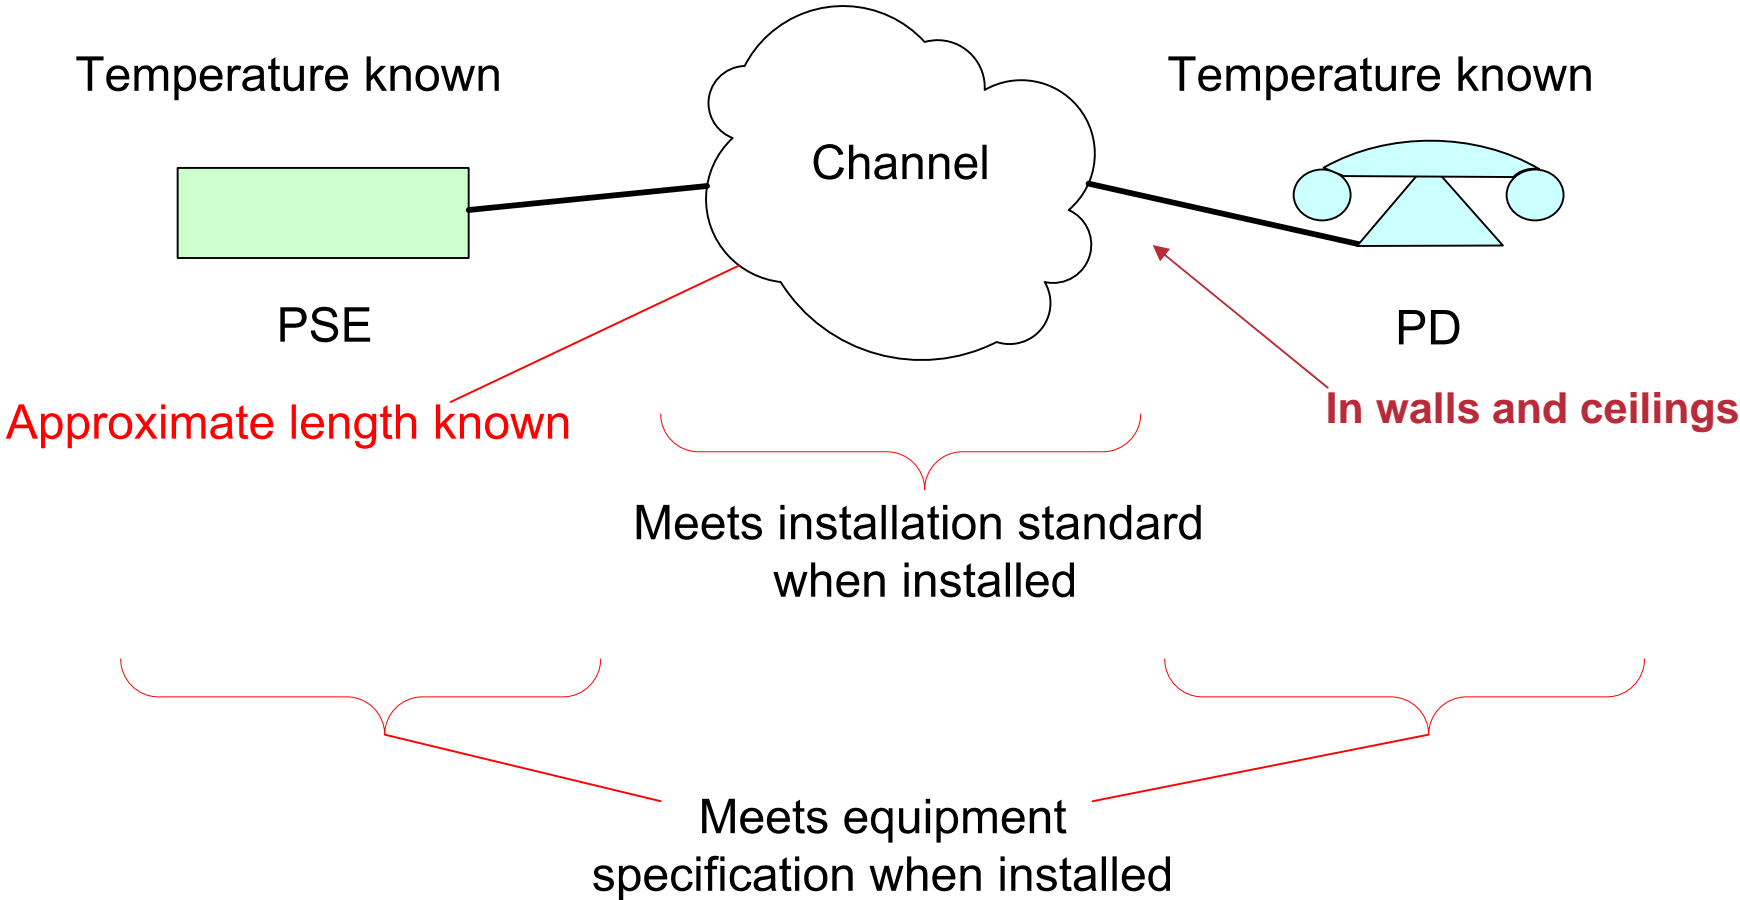 Temperature known
Temperature known
Channel
PSE
PD
Approximate length known
In walls and ceilings
Meets installation standard
when installed
Meets equipment
specification when installed